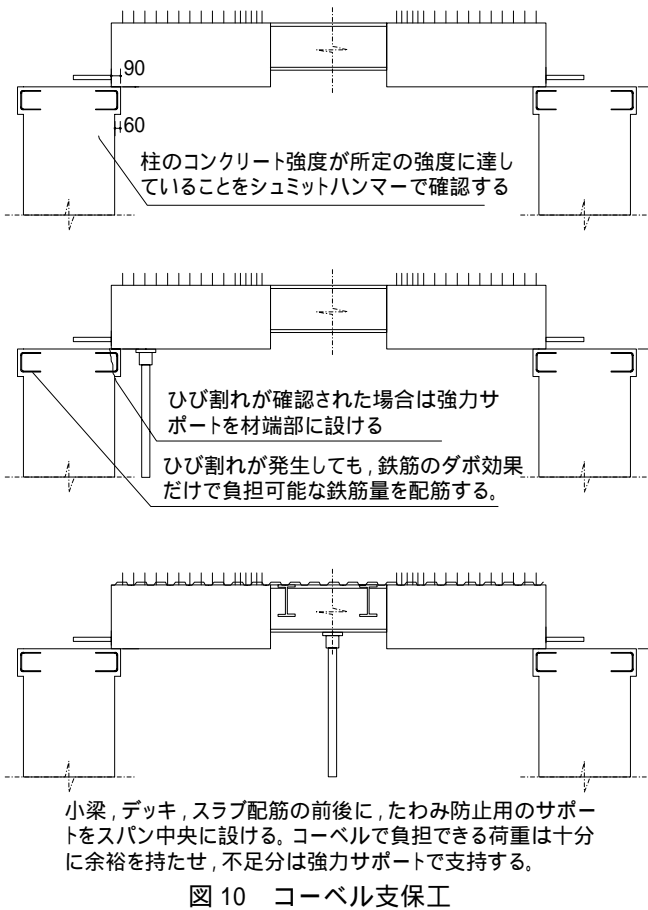 90
60
柱のコンクリート強度が所定の強度に達し
ていることをシュミットハンマーで確認する
ひび割れが確認された場合は強力サ
ポートを材端部に設ける
ひび割れが発生しても，鉄筋のダボ効果
だけで負担可能な鉄筋量を配筋する。
小梁，デッキ，スラブ配筋の前後に，たわみ防止用のサポー
トをスパン中央に設ける。コーベルで負担できる荷重は十分
に余裕を持たせ，不足分は強力サポートで支持する。
図 10　コーベル支保工